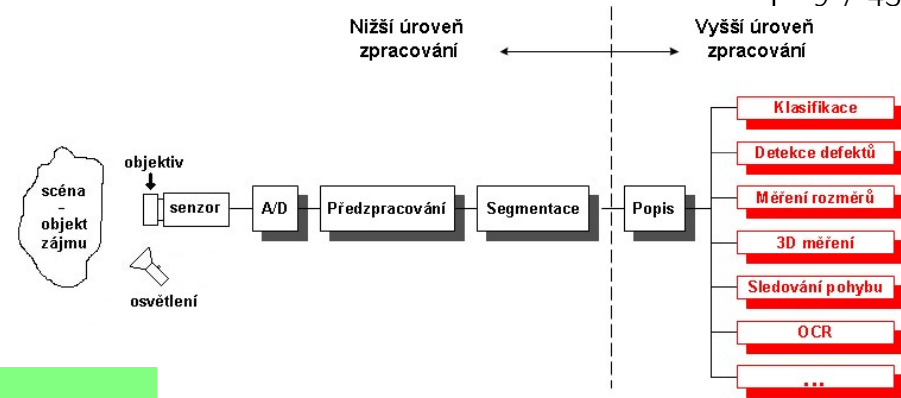 Nižší úroveň
zpracování
Vyšší úroveň
zpracování
scéna
–
objekt
zájmu
objektiv
senzor
osvětlení
A/D
Předzpracování
Segmentace
Popis
Klasifikace
Detekce defektů
Měření rozměrů
3D měření
Sledování pohybu
OCR
...